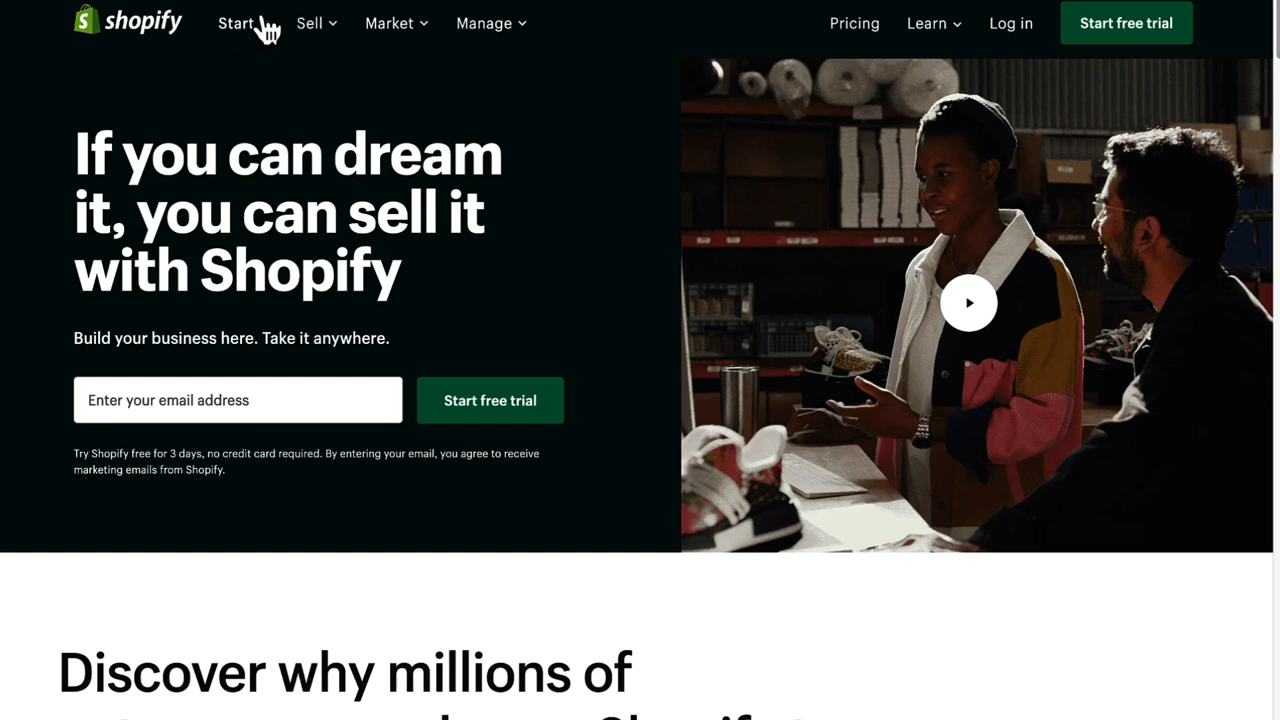 shopify
Start Sell Market Manage Pricing Learn Log in Start free trial
If you can dream
it, you can sell it
with Shopify
Build your business here. Take it anywhere.
Enter your email address Start free trial
Try Shopify free for 3 days, no credit card required. By entering your email, you agree to receive
marketing emails from Shopify.
Discover why millions of